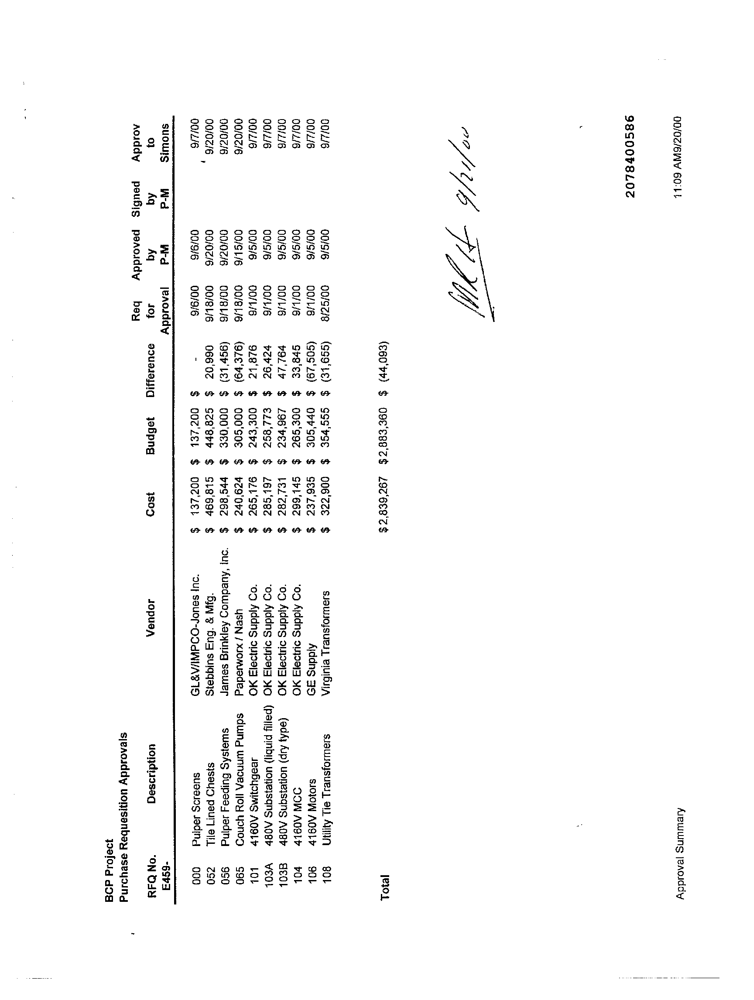 BCP Project
Purchase Requesition Approvals
RFQ No. Description Vendor Cost Budget Difference Req Approved Signed Approv
E459- for by by to
Approval P-M P-M Simons
000 Pulper Screens GL&V/IMPCO-Jones Inc. $ 137,200 $ 137,200 $ - 9/6/00 9/6/00 9/7/00
052 Tile Lined Chests Stebbins Eng. & Mfg. $ 469,815 $ 448,825 $ 20,990 9/18/00 9/20/00 9/20/00
056 Pulper Feeding Systems James Brinkley Company, Inc. $ 298,544 $ 330,000 $ (31,456) 9/18/00 9/20/00 9/20/00
065 Couch Roll Vacuum Pumps Paperworx / Nash $ 240,624 $ 305,000 $ (64,376) 9/18/00 9/15/00 9/20/00
101 4160V Switchgear OK Electric Supply Co. $ 265,176 $ 243,300 $ 21,876 9/1/00 9/5/00 9/7/00
103A 480V Substation (liquid filled) OK Electric Supply Co. $ 285,197 $ 258,773 $ 26,424 9/1/00 9/5/00 9/7/00
103B 480V Substation (dry type) OK Electric Supply Co. $ 282,731 $ 234,967 $ 47,764 9/1/00 9/5/00 9/7/00
104 4160V MCC OK Electric Supply Co. $ 299,145 $ 265,300 $ 33,845 9/1/00 9/5/00 9/7/00
106 4160V Motors GE Supply $ 237,935 $ 305,440 $ (67,505) 9/1/00 9/5/00 9/7/00
108 Utility Tie Transformers Virginia Transformers $ 322,900 $ 354,555 $ (31,655) 8/25/00 9/5/00 9/7/00
Total $ 2,839,267 $ 2,883,360 $ (44,093)
9/21/00
2078400586
Approval Summary 11:09 AM9/20/00